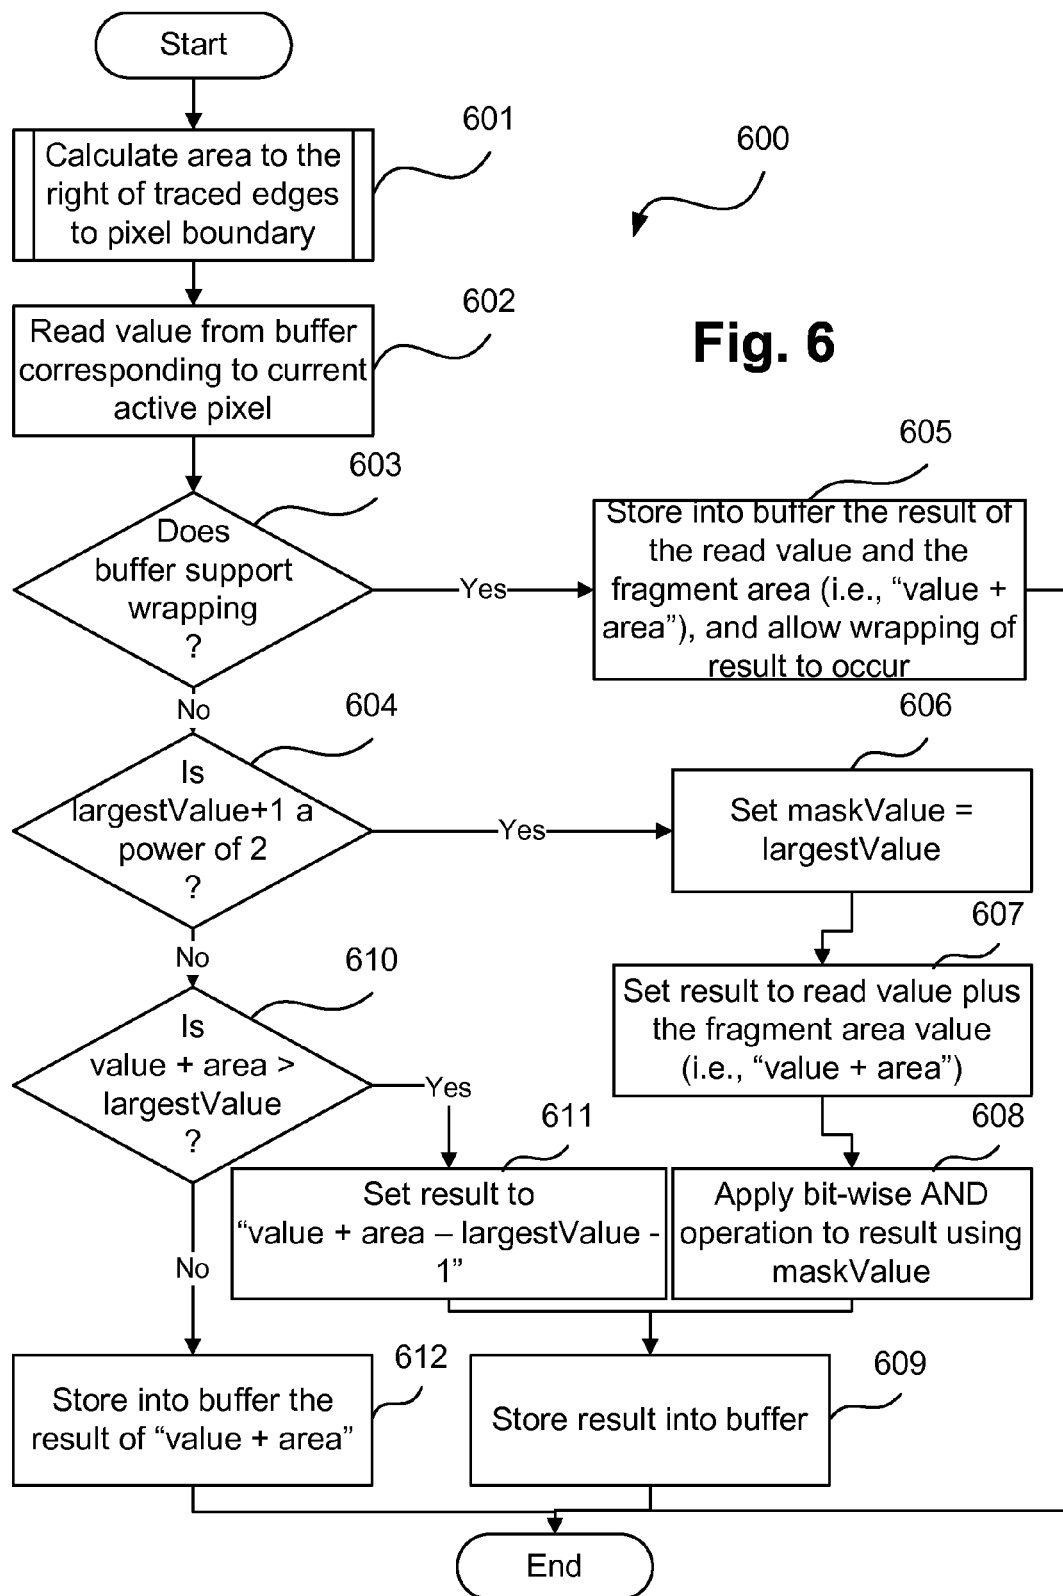 Start
601
Calculate area to the
right of traced edges
to pixel boundary
600
602
Read value from buffer
corresponding to current
active pixel
Fig. 6
603
Does
buffer support
wrapping
?
Yes
605
Store into buffer the result of
the read value and the
fragment area (i.e., “value +
area”), and allow wrapping of
result to occur
No
604
Is
largestValue+1 a
power of 2
?
Yes
606
Set maskValue =
largestValue
No
607
Set result to read value plus
the fragment area value
(i.e., “value + area”)
610
Is
value + area >
largestValue
?
Yes
611
Set result to
“value + area – largestValue -
1”
608
Apply bit-wise AND
operation to result using
maskValue
No
612
Store into buffer the
result of “value + area”
609
Store result into buffer
End